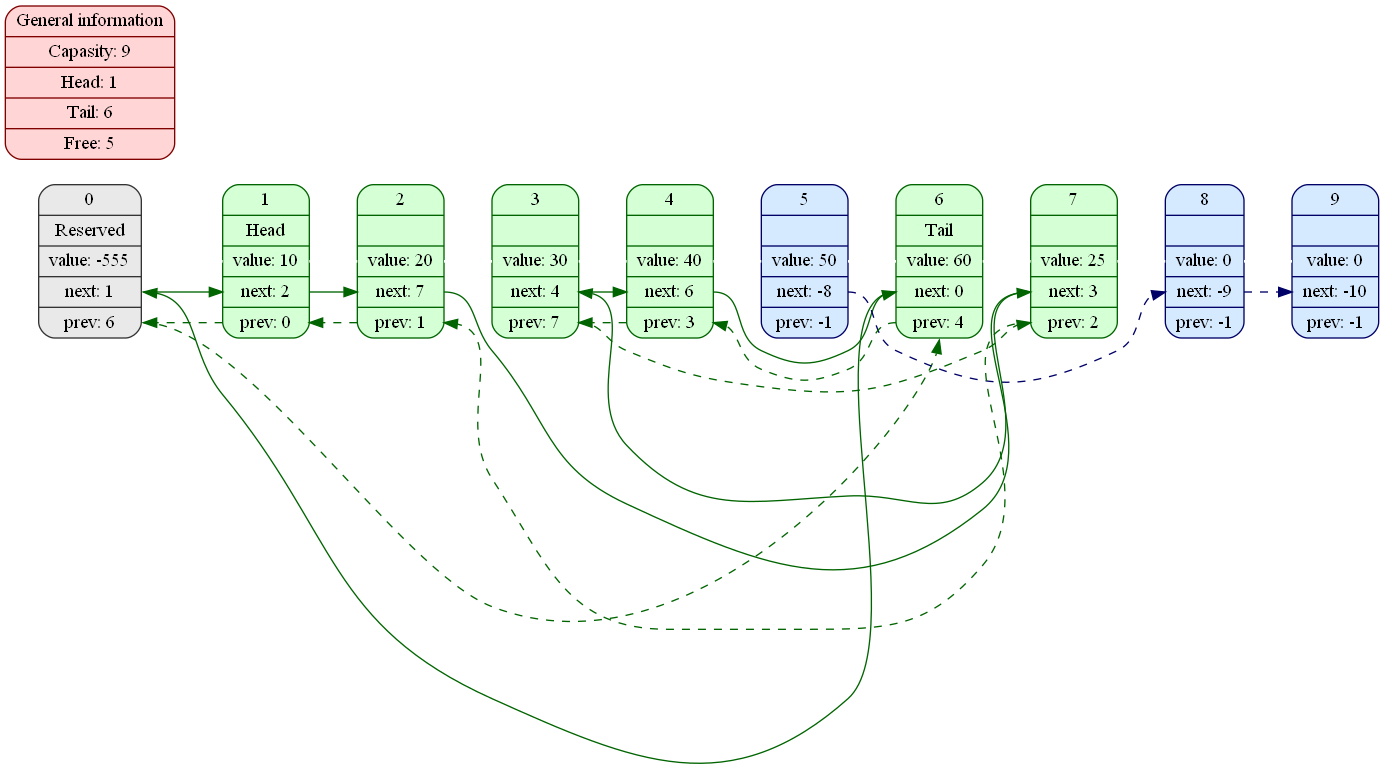 General information
Capasity: 9
Head: 1
Tail: 6
Free: 5
0
Reserved
value: -555
next: 1
prev: 6
1
Head
value: 10
next: 2
prev: 0
2
value: 20
next: 7
prev: 1
3
value: 30
next: 4
prev: 7
4
value: 40
next: 6
prev: 3
5
value: 50
next: -8
prev: -1
6
Tail
value: 60
next: 0
prev: 4
7
value: 25
next: 3
prev: 2
8
value: 0
next: -9
prev: -1
9
value: 0
next: -10
prev: -1